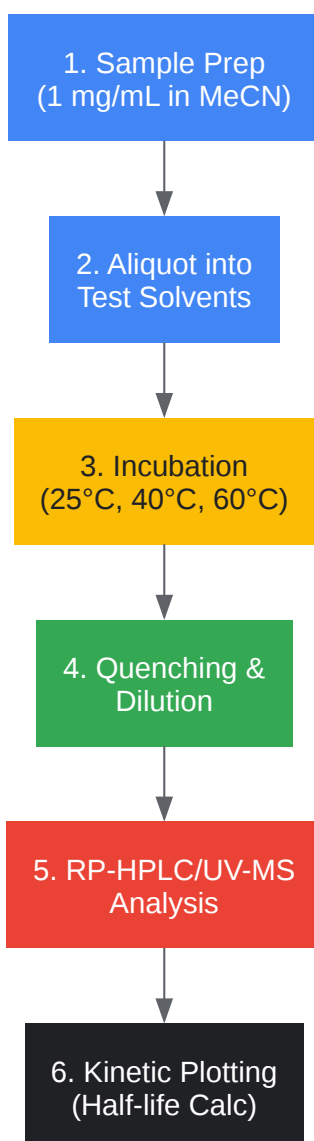 1. Sample Prep
(1 mg/mL in MeCN)
2. Aliquot into
Test Solvents
3. Incubation
(25°C, 40°C, 60°C)
4. Quenching &
Dilution
5. RP-HPLC/UV-MS
Analysis
6. Kinetic Plotting
(Half-life Calc)